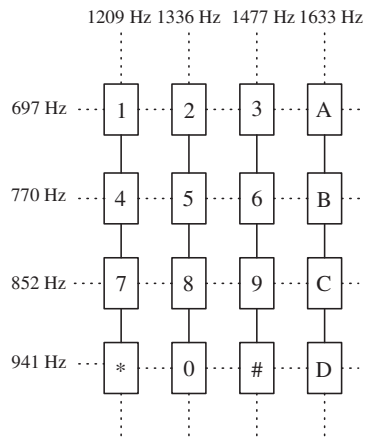 1209 Hz 1336 Hz 1477 Hz 1633 Hz
697 Hz 1 2 3 A
770 Hz 4 5 6 B
852 Hz 7 8 9 C
941 Hz * 0 # D